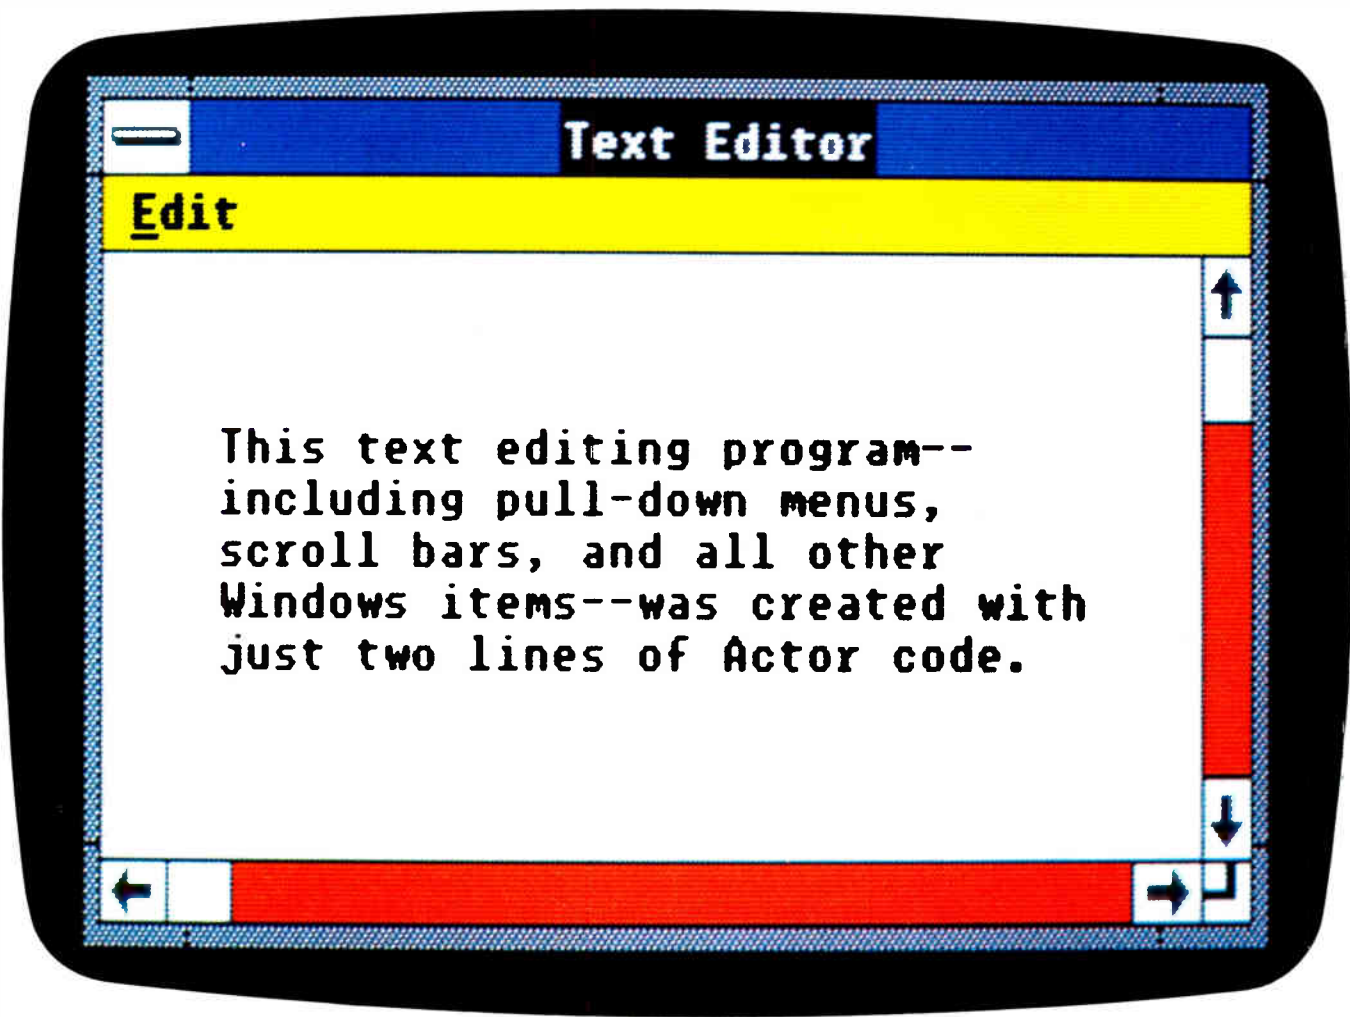 Text Editor
Edit
This text editing program--
including pull-down menus,
scroll bars, and all other
Windows items--was created with
just two lines of Actor code.